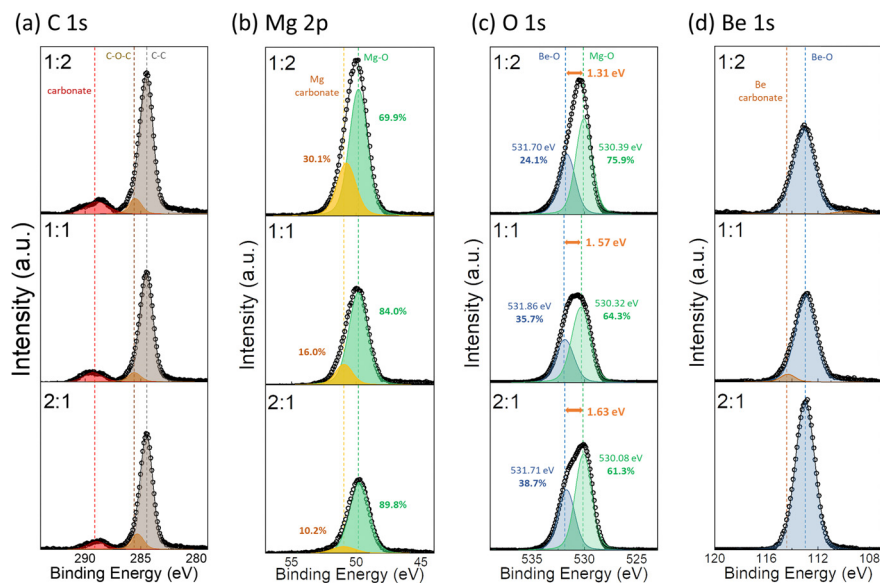 (a) C 1s
1:2
C-O-C
C-C
carbonate
1:1
2:1
Intensity (a.u.)
290
285
280
Binding Energy (eV)
(b) Mg 2p
1:2
Mg-O
Mg
carbonate
69.9%
30.1%
1:1
84.0%
16.0%
2:1
89.8%
10.2%
Intensity (a.u.)
55
50
45
Binding Energy (eV)
(c) O 1s
Be-O
Mg-O
1:2
1.31 eV
531.70 eV
24.1%
530.39 eV
75.9%
1:1
1.57 eV
531.86 eV
35.7%
530.32 eV
64.3%
2:1
1.63 eV
531.71 eV
38.7%
530.08 eV
61.3%
Intensity (a.u.)
535
530
525
Binding Energy (eV)
(d) Be 1s
1:2
Be-O
Be
carbonate
1:1
2:1
Intensity (a.u.)
120
116
112
108
Binding Energy (eV)